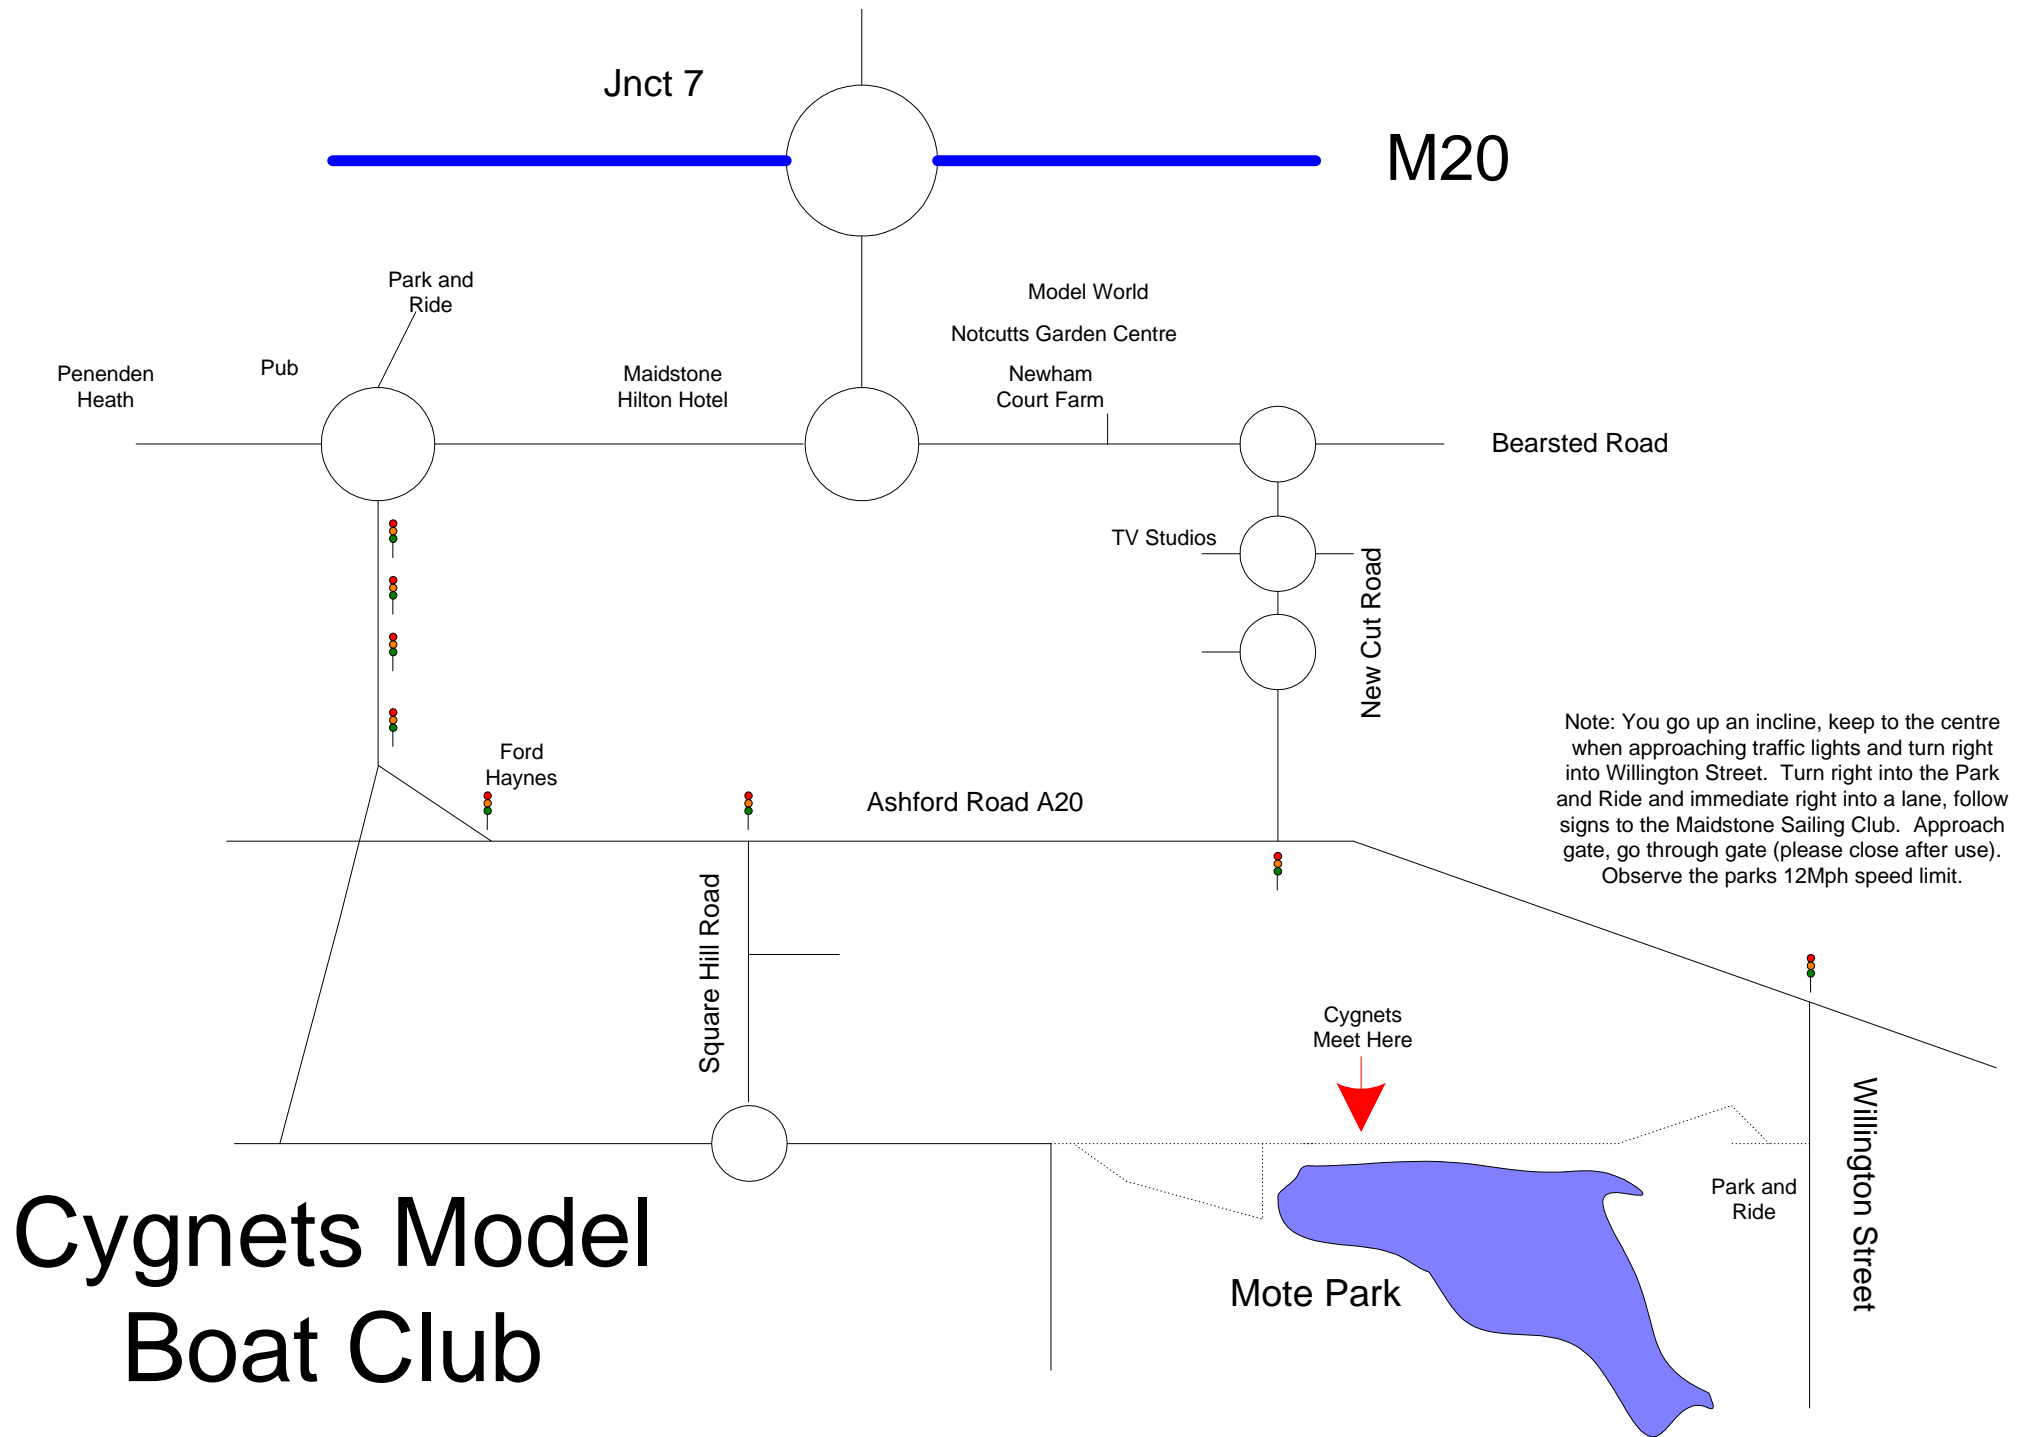 Jnct 7
M20
Park and
Ride
Model World
Notcutts Garden Centre
Penenden
Heath
Pub
Maidstone
Hilton Hotel
Newham
Court Farm
Bearsted Road
TV Studios
New Cut Road
Note: You go up an incline, keep to the centre
when approaching traffic lights and turn right
into Willington Street.  Turn right into the Park
and Ride and immediate right into a lane, follow
signs to the Maidstone Sailing Club.  Approach
gate, go through gate (please close after use).
Observe the parks 12Mph speed limit.
Ford
Haynes
Ashford Road A20
Square Hill Road
Cygnets
Meet Here
Willington Street
Park and
Ride
Mote Park
Cygnets Model
Boat Club